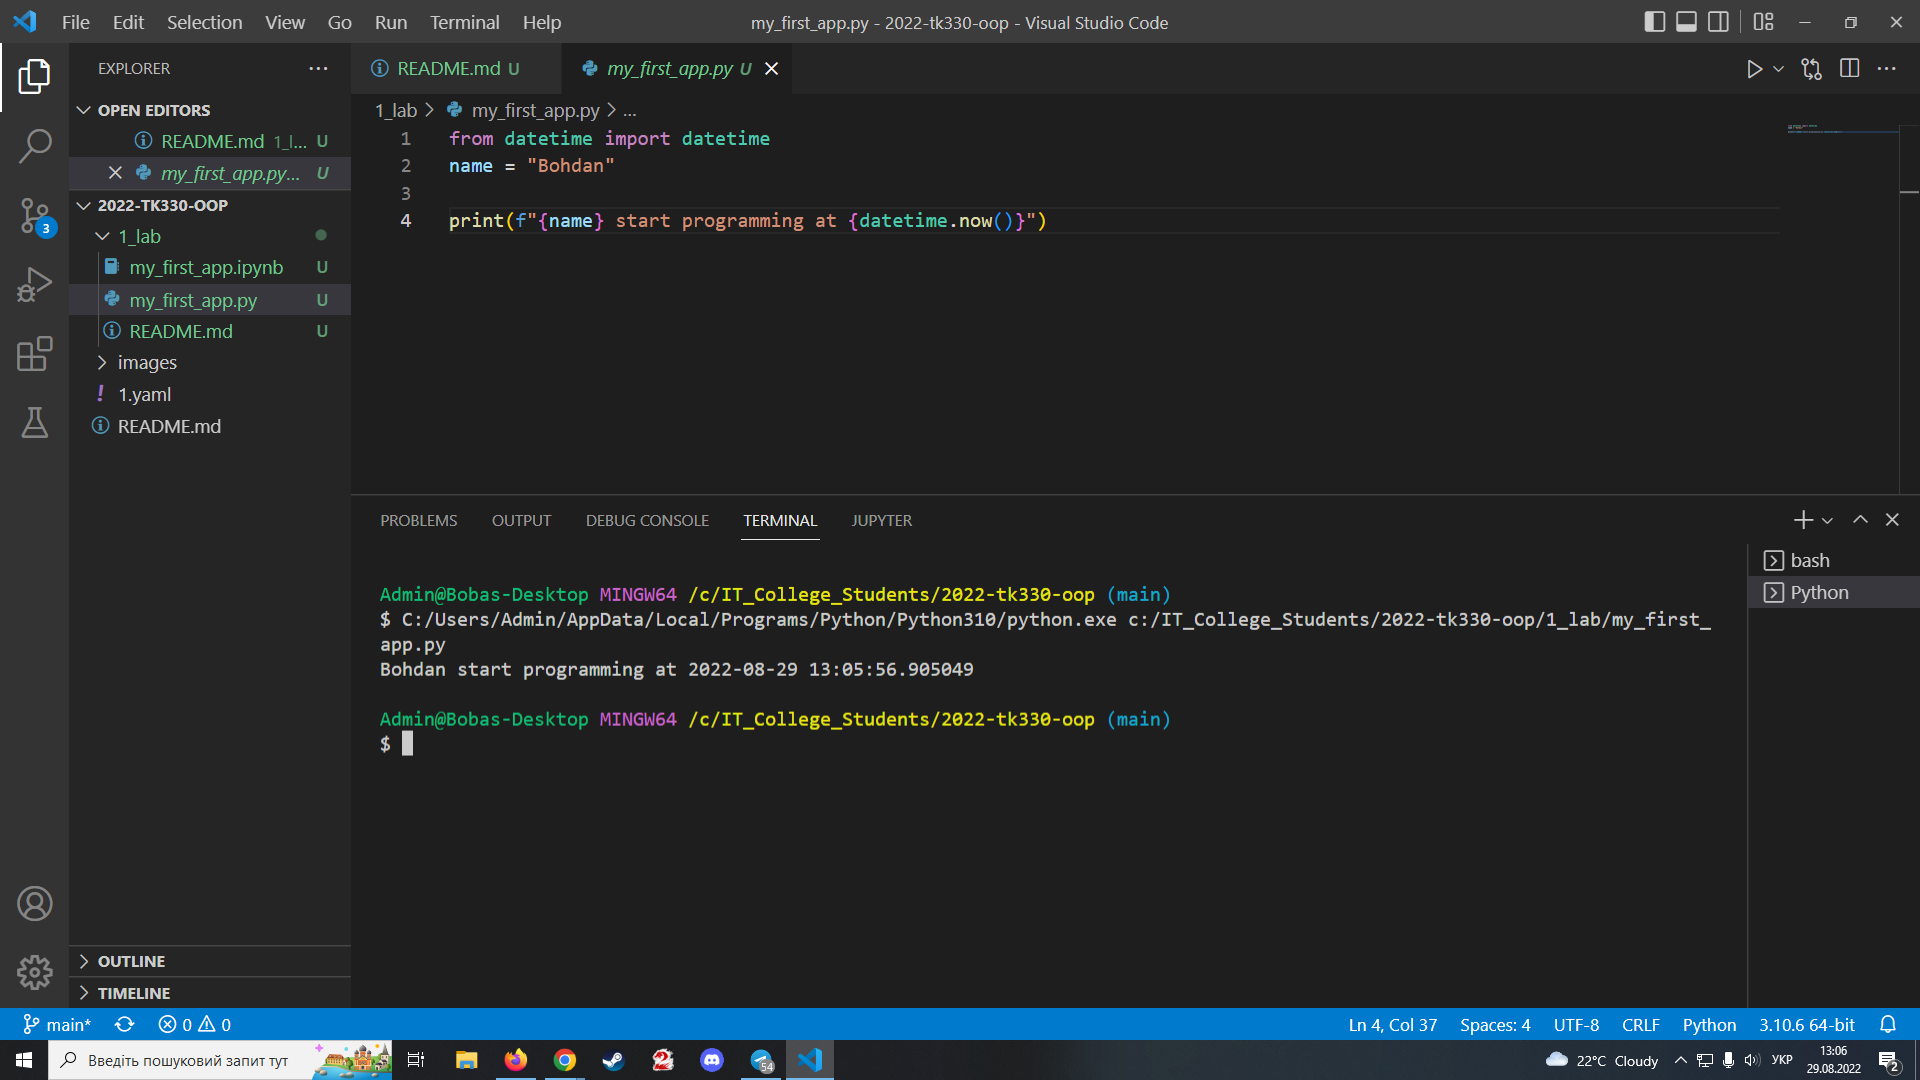 File Edit Selection View Go Run Terminal Help
my_first_app.py - 2022-tk330-oop - Visual Studio Code
EXPLORER
OPEN EDITORS
README.md 1_l... U
my_first_app.py... U
2022-TK330-OOP
1_lab
my_first_app.ipynb U
my_first_app.py U
README.md U
images
! 1.yaml
README.md
OUTLINE
TIMELINE
3
README.md U
my_first_app.py U
1_lab > my_first_app.py > ...
1 from datetime import datetime
2 name = "Bohdan"
3
4 print(f"{name} start programming at {datetime.now()}")
PROBLEMS OUTPUT DEBUG CONSOLE TERMINAL JUPYTER
Admin@Bobas-Desktop MINGW64 /c/IT_College_Students/2022-tk330-oop (main)
$ C:/Users/Admin/AppData/Local/Programs/Python/Python310/python.exe c:/IT_College_Students/2022-tk330-oop/1_lab/my_first_
app.py
Bohdan start programming at 2022-08-29 13:05:56.905049
Admin@Bobas-Desktop MINGW64 /c/IT_College_Students/2022-tk330-oop (main)
$
bash
Python
main* 0 0 Ln 4, Col 37 Spaces: 4 UTF-8 CRLF Python 3.10.6 64-bit
Введіть пошуковий запит тут
54
22°C Cloudy
УКР
13:06
29.08.2022
2